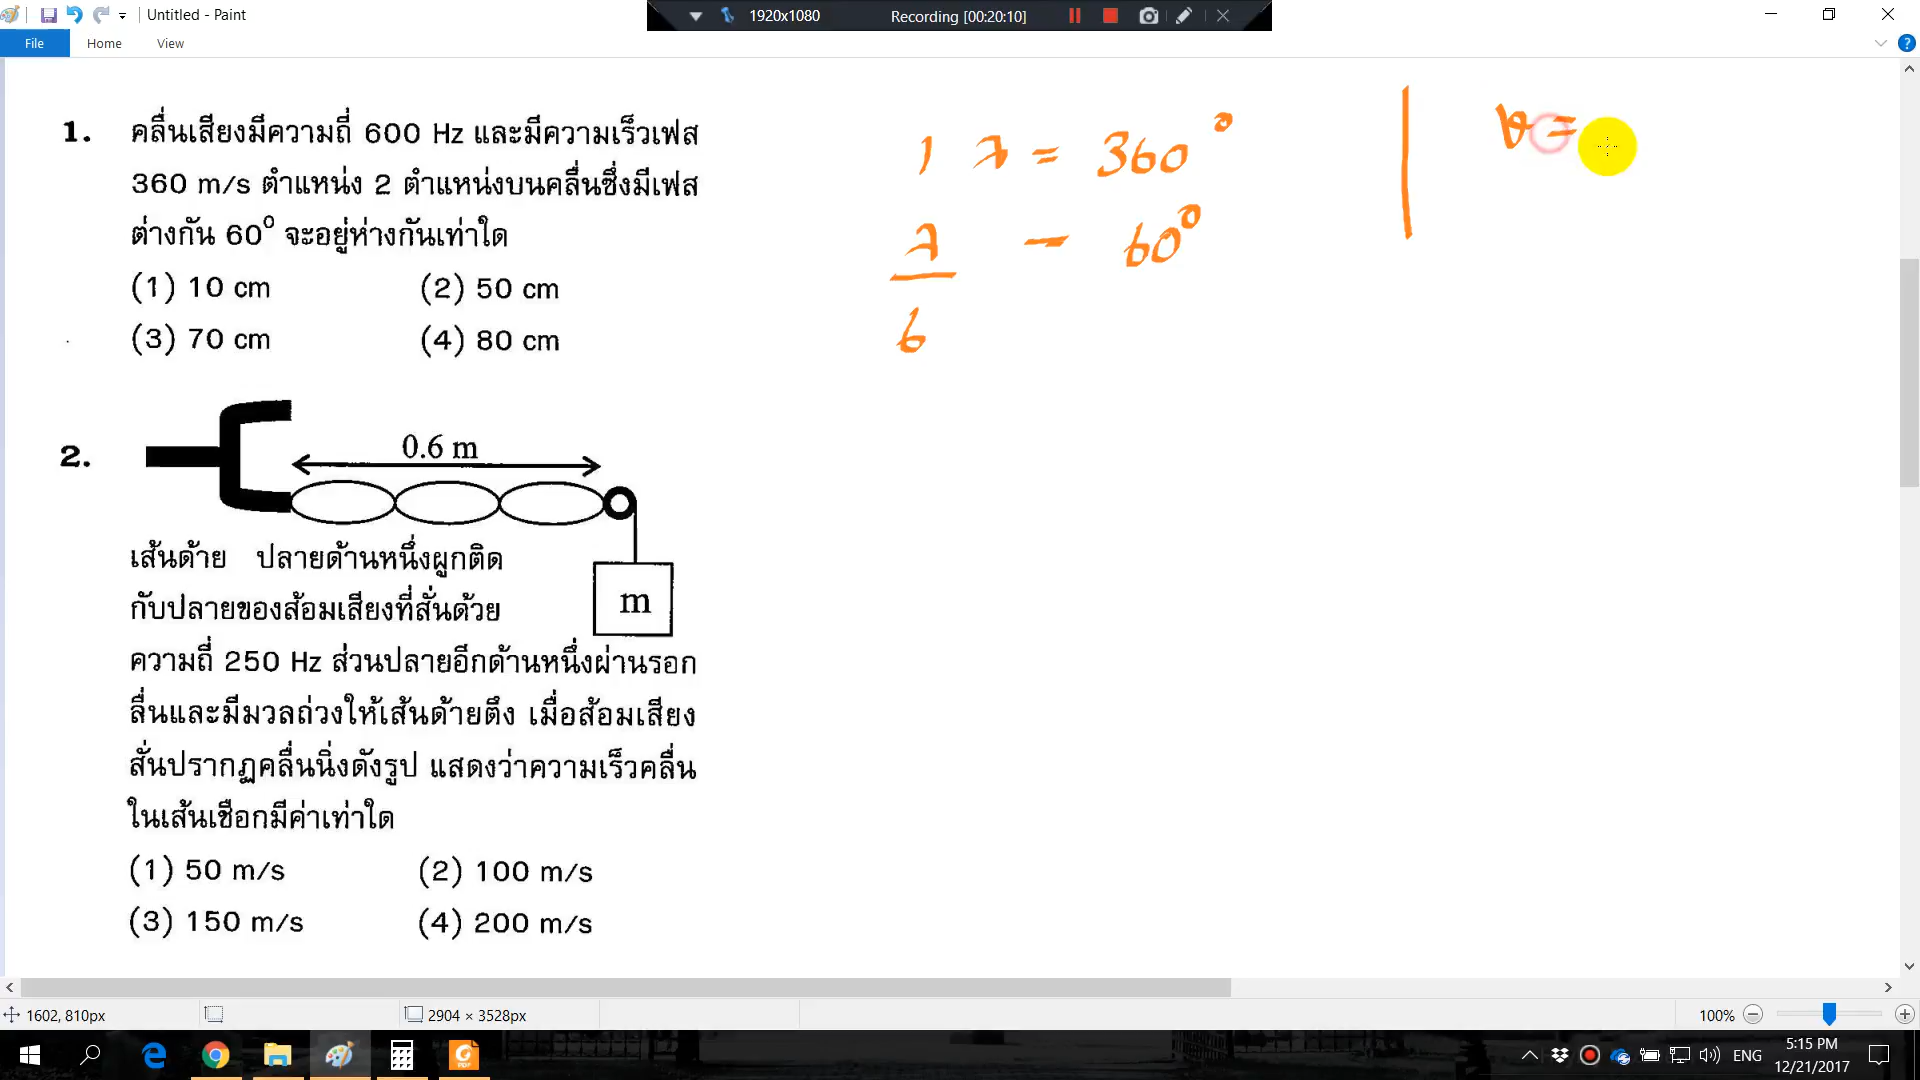 Untitled - Paint
1920x1080
Recording [00:20:10]
File
Home
View
1.
คลื่นเสียงมีความถี่ 600 Hz และมีความเร็วเฟส
360 m/s ตำแหน่ง 2 ตำแหน่งบนคลื่นซึ่งมีเฟส
ต่างกัน 60⁰ จะอยู่ห่างกันเท่าใด
(1) 10 cm
(2) 50 cm
(3) 70 cm
(4) 80 cm
1 λ = 360°
λ/6 - 60°
v =
2.
0.6 m
m
เส้นด้าย ปลายด้านหนึ่งผูกติด
กับปลายของส้อมเสียงที่สั่นด้วย
ความถี่ 250 Hz ส่วนปลายอีกด้านหนึ่งผ่านรอก
ลื่นและมีมวลถ่วงให้เส้นด้ายตึง เมื่อส้อมเสียง
สั่นปรากฏคลื่นนิ่งดังรูป แสดงว่าความเร็วคลื่น
ในเส้นเชือกมีค่าเท่าใด
(1) 50 m/s
(2) 100 m/s
(3) 150 m/s
(4) 200 m/s
1602, 810px
2904 × 3528px
100%
ENG
5:15 PM
12/21/2017